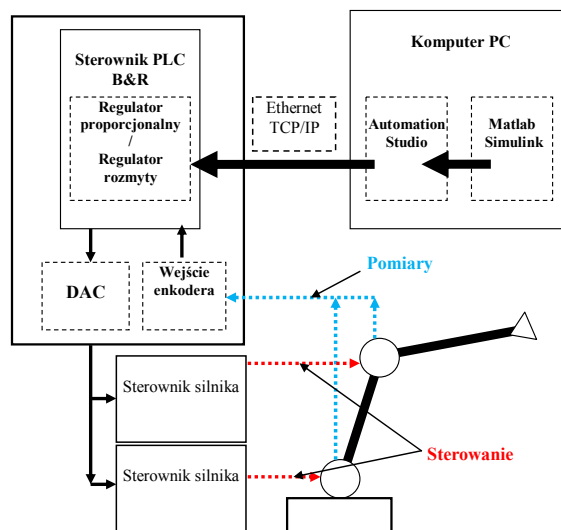 Sterownik PLC
B&R
Regulator
proporcjonalny
/
Regulator
rozmyty
Ethernet
TCP/IP
Komputer PC
Automation
Studio
Matlab
Simulink
DAC
Wejście
enkodera
Pomiary
Sterownik silnika
Sterownik silnika
Sterowanie